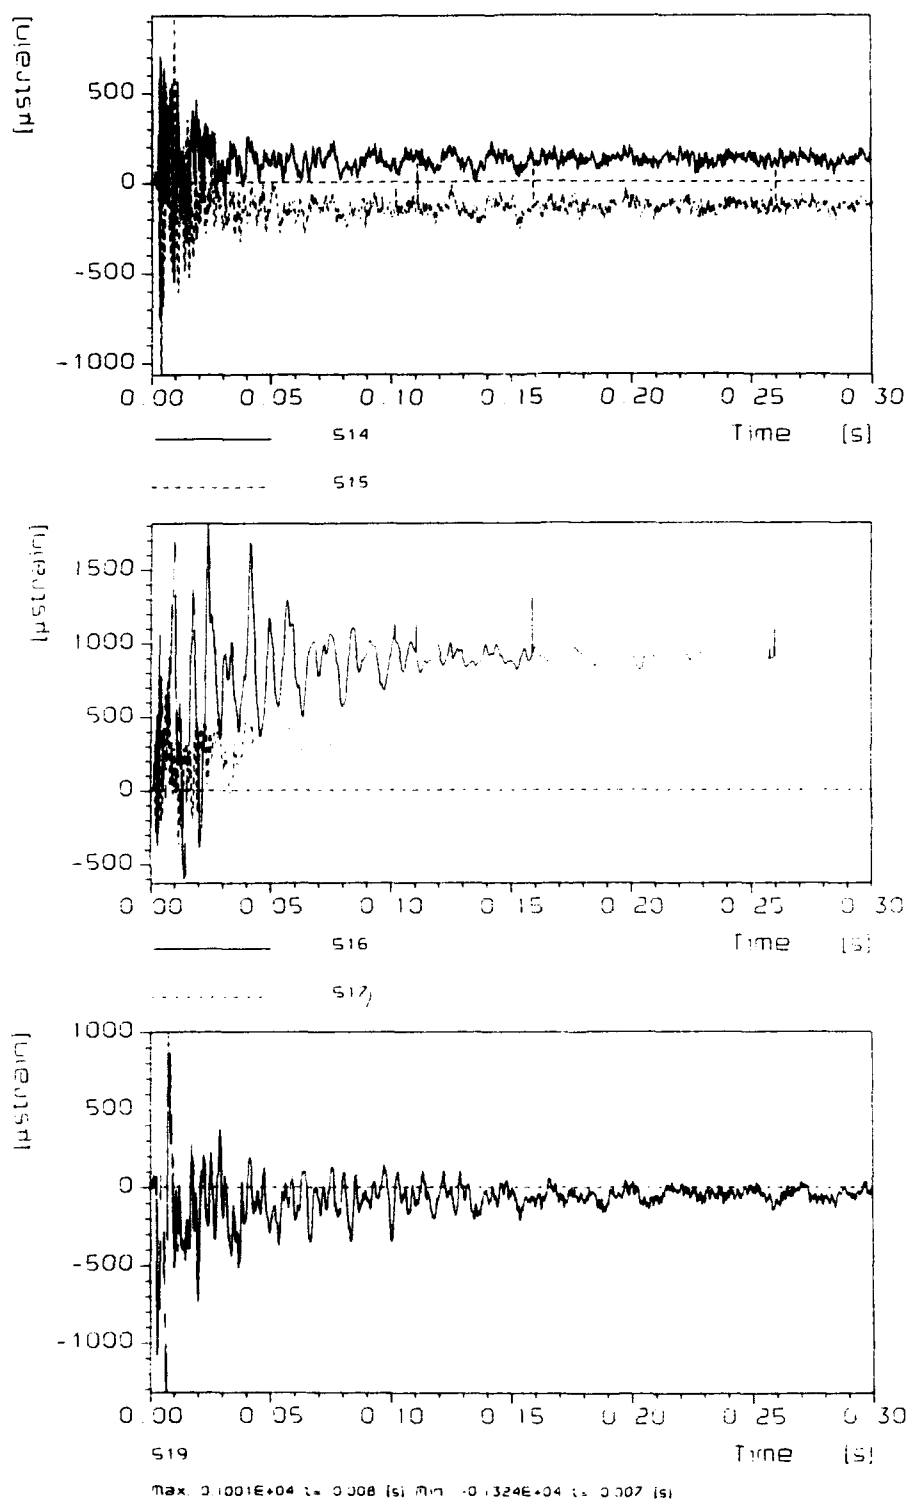 [µstrain]
500
0
-500
-1000
0.00 0.05 0.10 0.15 0.20 0.25 0.30
S14 Time [s]
S15
[µstrain]
1500
1000
500
0
-500
0.00 0.05 0.10 0.15 0.20 0.25 0.30
S16 Time [s]
S17
[µstrain]
1000
500
0
-500
-1000
0.00 0.05 0.10 0.15 0.20 0.25 0.30
S19 Time [s]
max. 0.1001E+04 t= 0.008 [s] Min. -0.1324E+04 t= 0.007 [s]